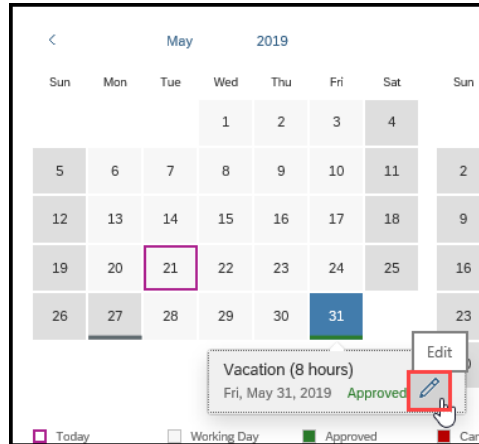 May 2019
Sun Mon Tue Wed Thu Fri Sat Sun
1 2 3 4
5 6 7 8 9 10 11 2
12 13 14 15 16 17 18 9
19 20 21 22 23 24 25 16
26 27 28 29 30 31 23
Edit
Vacation (8 hours)
Fri, May 31, 2019 Approved
Today Working Day Approved